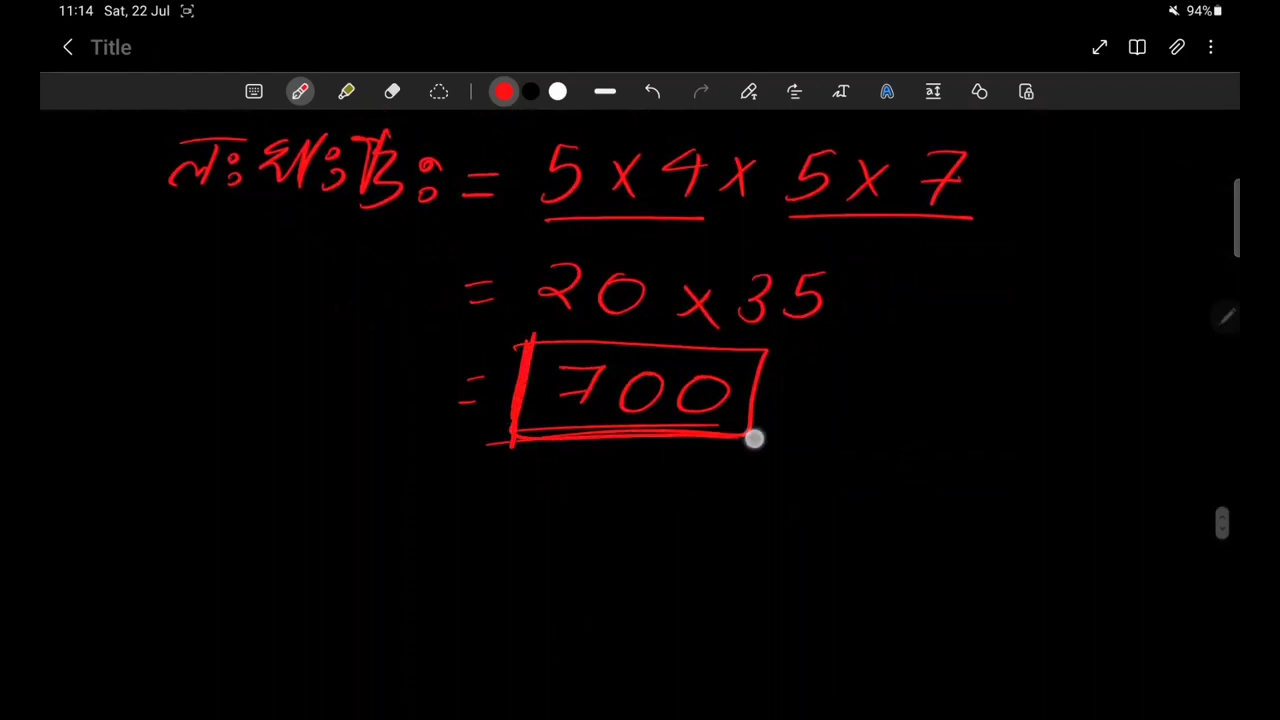 11:14 Sat, 22 Jul 94%
Title
লঃসাঃগুঃ = 5 x 4 x 5 x 7
= 20 x 35
= 700